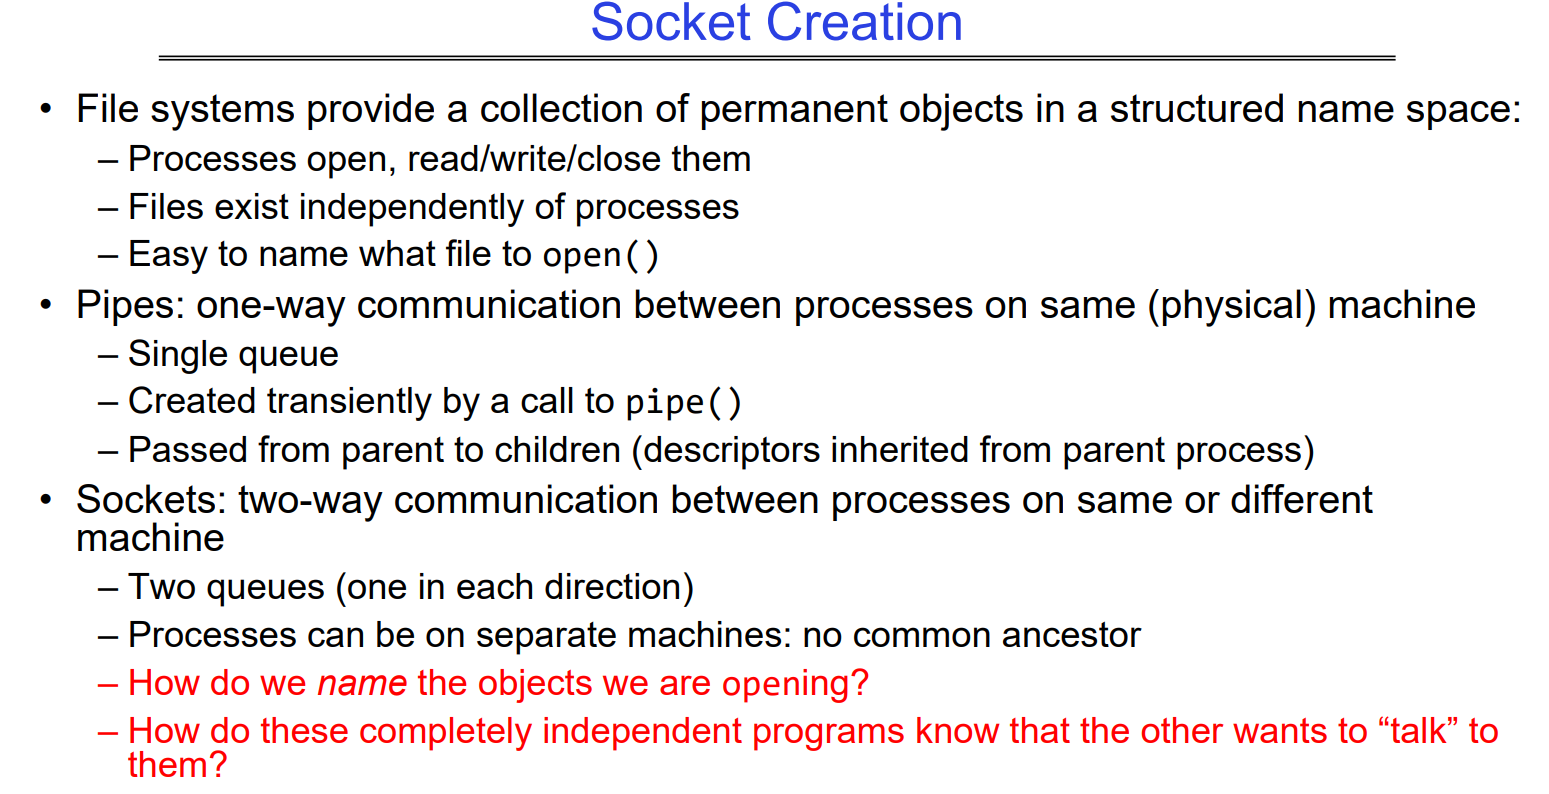 Socket Creation
• File systems provide a collection of permanent objects in a structured name space:
– Processes open, read/write/close them
– Files exist independently of processes
– Easy to name what file to open()
• Pipes: one-way communication between processes on same (physical) machine
– Single queue
– Created transiently by a call to pipe()
– Passed from parent to children (descriptors inherited from parent process)
• Sockets: two-way communication between processes on same or different
machine
– Two queues (one in each direction)
– Processes can be on separate machines: no common ancestor
– How do we name the objects we are opening?
– How do these completely independent programs know that the other wants to “talk” to
them?